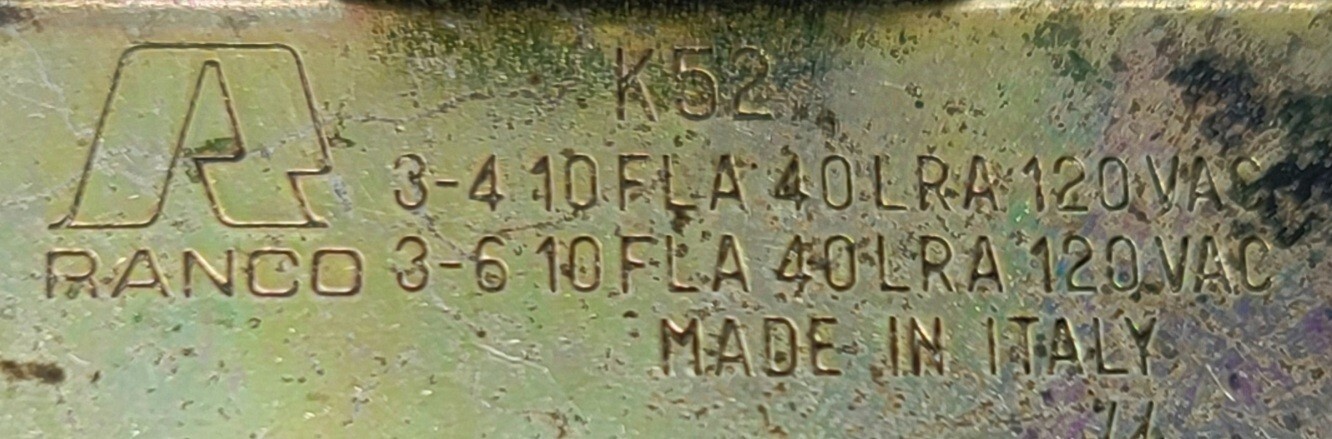 K52
3-4 10FLA 40LRA 120VAC
RANCO 3-6 10FLA 40LRA 120VAC
MADE IN ITALY